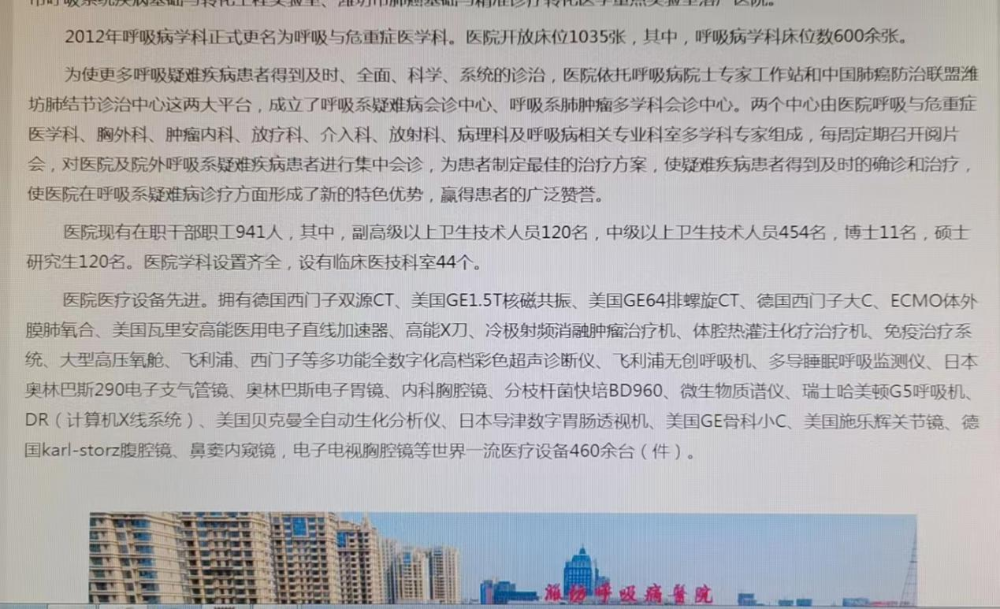 市呼吸系统疾病基础与转化工程实验室、潍坊市肺癌基础与精准诊疗转化医学重点实验室落户医院。
2012年呼吸病学科正式更名为呼吸与危重症医学科。医院开放床位1035张，其中，呼吸病学科床位数600余张。
为使更多呼吸疑难疾病患者得到及时、全面、科学、系统的诊治，医院依托呼吸病院士专家工作站和中国肺癌防治联盟潍
坊肺结节诊治中心这两大平台，成立了呼吸系疑难病会诊中心、呼吸系肺肿瘤多学科会诊中心。两个中心由医院呼吸与危重症
医学科、胸外科、肿瘤内科、放疗科、介入科、放射科、病理科及呼吸病相关专业科室多学科专家组成，每周定期召开阅片
会，对医院及院外呼吸系疑难疾病患者进行集中会诊，为患者制定最佳的治疗方案，使疑难疾病患者得到及时的确诊和治疗，
使医院在呼吸系疑难病诊疗方面形成了新的特色优势，赢得患者的广泛赞誉。
医院现有在职干部职工941人，其中，副高级以上卫生技术人员120名，中级以上卫生技术人员454名，博士11名，硕士
研究生120名。医院学科设置齐全，设有临床医技科室44个。
医院医疗设备先进。拥有德国西门子双源CT、美国GE1.5T核磁共振、美国GE64排螺旋CT、德国西门子大C、ECMO体外
膜肺氧合、美国瓦里安高能医用电子直线加速器、高能X刀、冷极射频消融肿瘤治疗机、体腔热灌注化疗治疗机、免疫治疗系
统、大型高压氧舱、飞利浦、西门子等多功能全数字化高档彩色超声诊断仪、飞利浦无创呼吸机、多导睡眠呼吸监测仪、日本
奥林巴斯290电子支气管镜、奥林巴斯电子胃镜、内科胸腔镜、分枝杆菌快培BD960、微生物质谱仪、瑞士哈美顿G5呼吸机、
DR（计算机X线系统）、美国贝克曼全自动生化分析仪、日本导津数字胃肠透视机、美国GE骨科小C、美国施乐辉关节镜、德
国karl-storz腹腔镜、鼻窦内窥镜，电子电视胸腔镜等世界一流医疗设备460余台（件）。
潍坊呼吸病医院